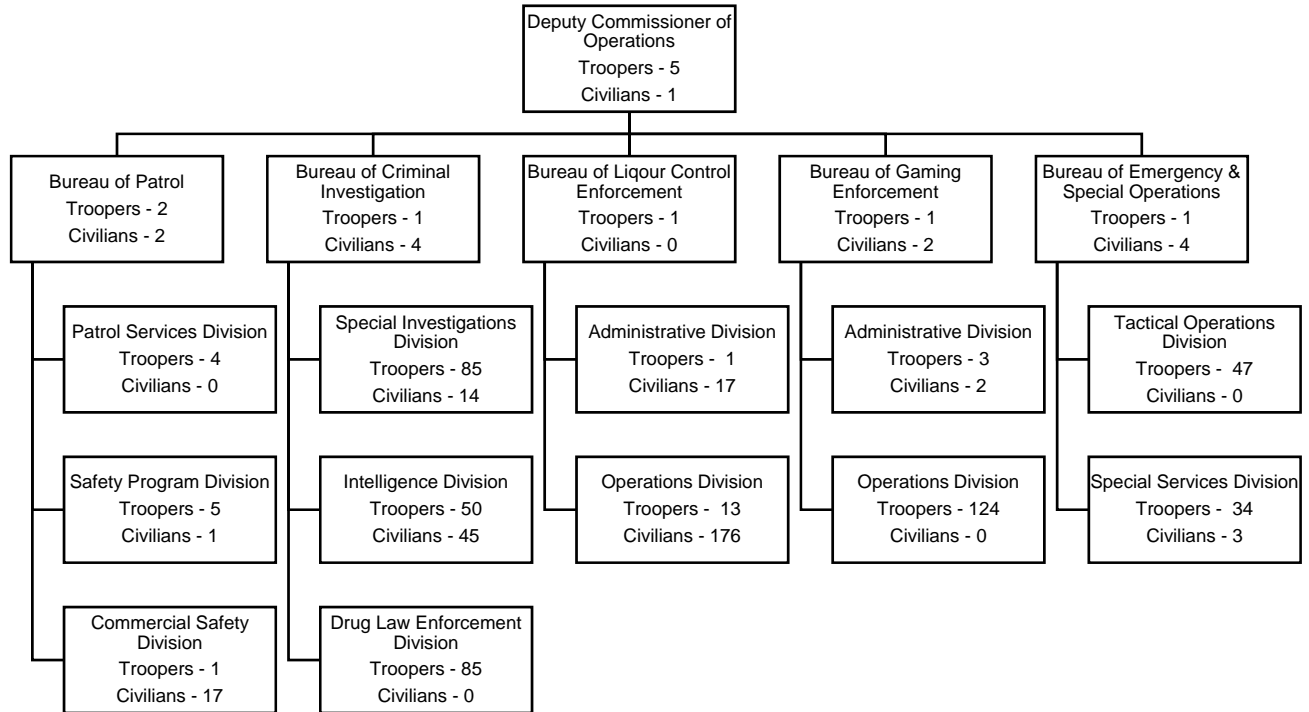 Deputy Commissioner of
Operations
Troopers - 5
Civilians - 1
Bureau of Patrol
Troopers - 2
Civilians - 2
Bureau of Criminal
Investigation
Troopers - 1
Civilians - 4
Bureau of Liqour Control
Enforcement
Troopers - 1
Civilians - 0
Bureau of Gaming
Enforcement
Troopers - 1
Civilians - 2
Bureau of Emergency &
Special Operations
Troopers - 1
Civilians - 4
Patrol Services Division
Troopers - 4
Civilians - 0
Special Investigations
Division
Troopers - 85
Civilians - 14
Administrative Division
Troopers - 1
Civilians - 17
Administrative Division
Troopers - 3
Civilians - 2
Tactical Operations
Division
Troopers - 47
Civilians - 0
Safety Program Division
Troopers - 5
Civilians - 1
Intelligence Division
Troopers - 50
Civilians - 45
Operations Division
Troopers - 13
Civilians - 176
Operations Division
Troopers - 124
Civilians - 0
Special Services Division
Troopers - 34
Civilians - 3
Commercial Safety
Division
Troopers - 1
Civilians - 17
Drug Law Enforcement
Division
Troopers - 85
Civilians - 0